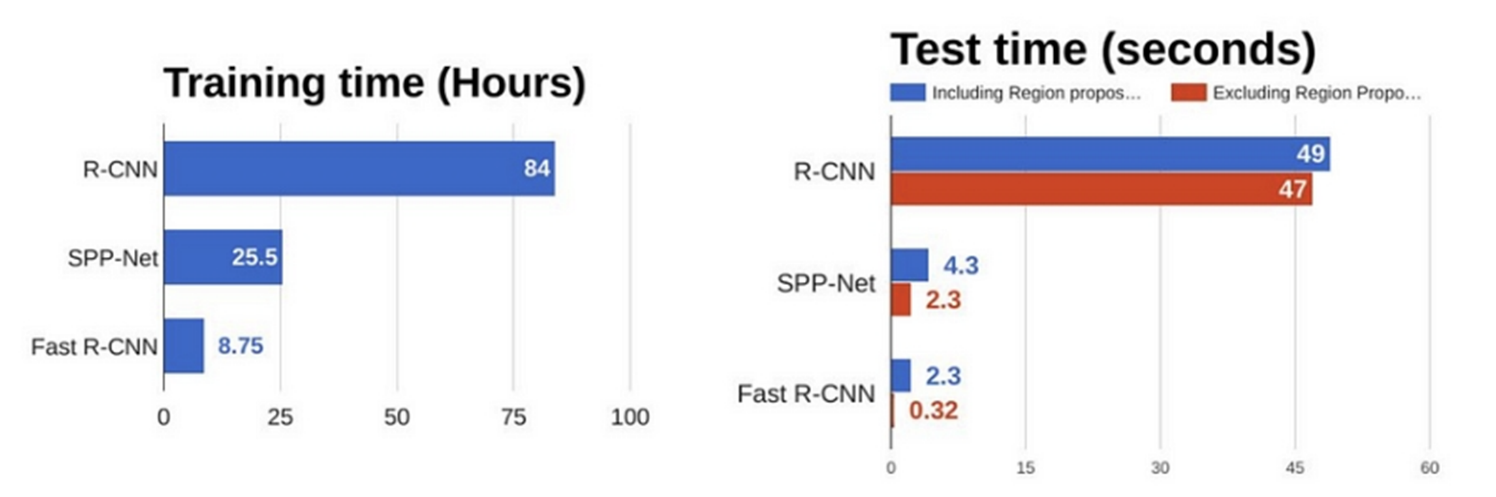 Training time (Hours)
R-CNN
84
SPP-Net
25.5
Fast R-CNN
8.75
0 25 50 75 100
Test time (seconds)
Including Region propos... Excluding Region Propo...
R-CNN
49
47
SPP-Net
4.3
2.3
Fast R-CNN
2.3
0.32
0 15 30 45 60